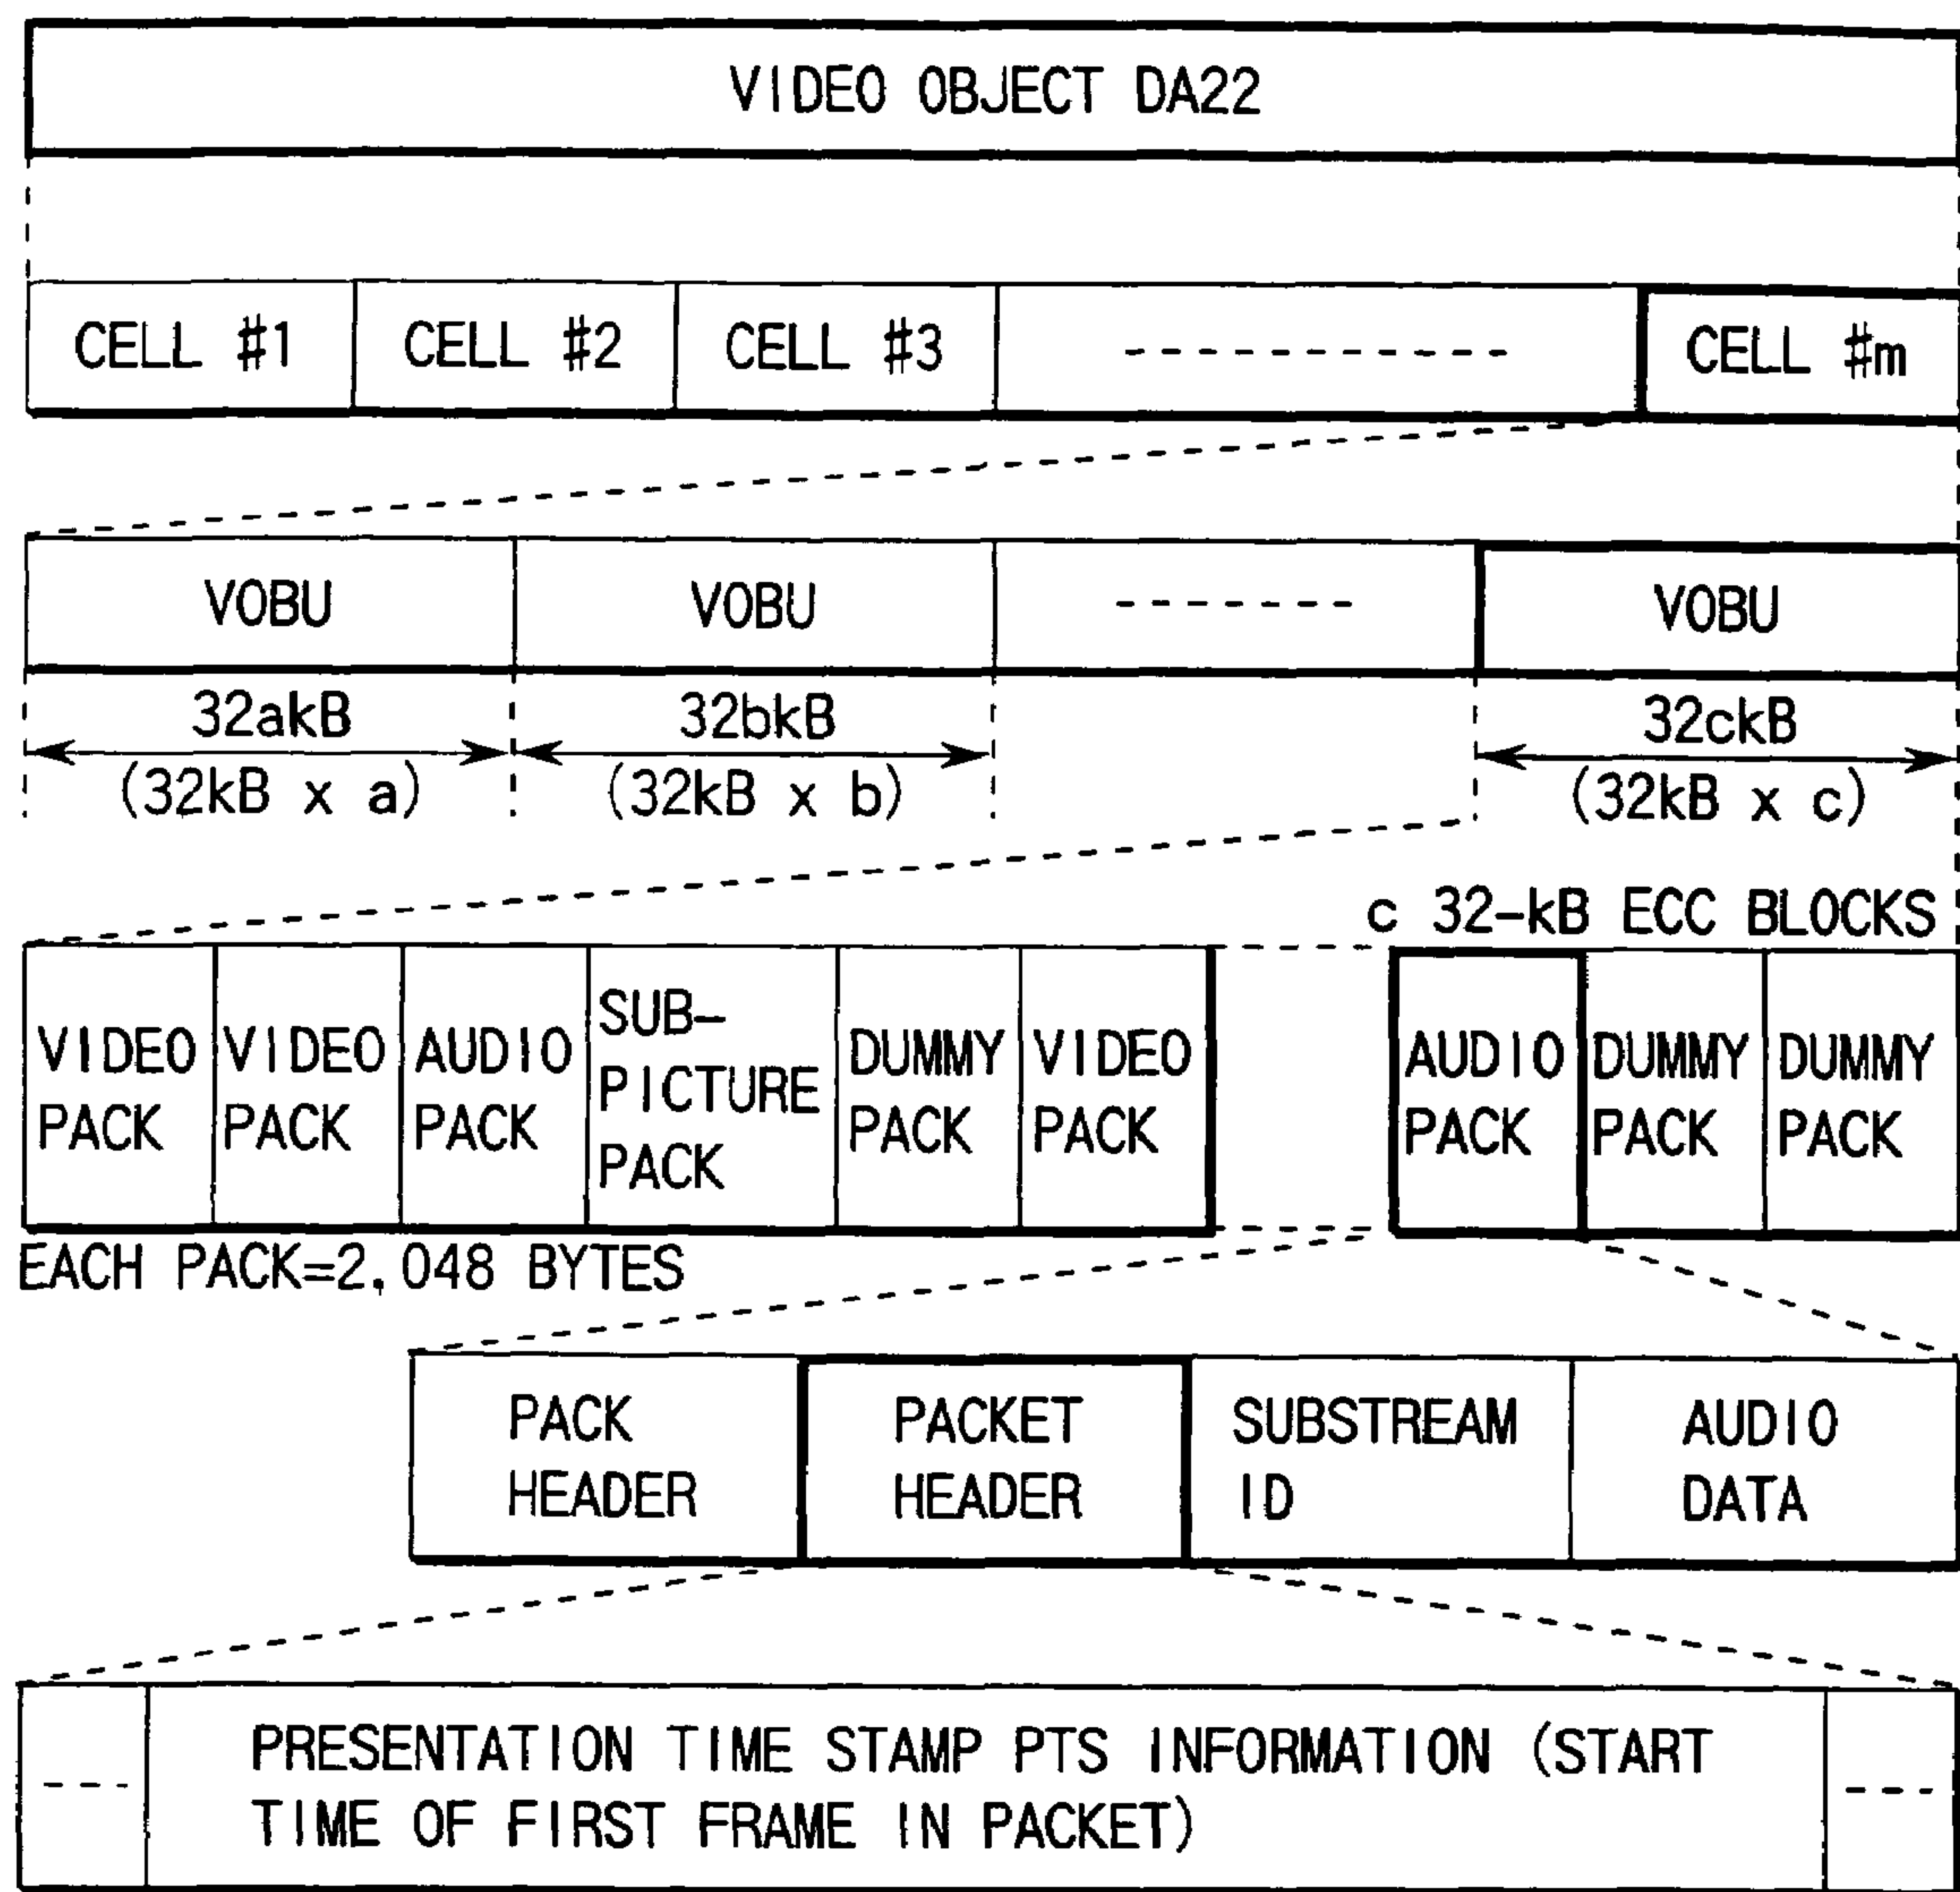 VIDEO OBJECT DA22
CELL #1 CELL #2 CELL #3 CELL #m
VOBU VOBU VOBU
32akB 32bkB 32ckB
(32kB x a) (32kB x b) (32kB x c)
c 32-kB ECC BLOCKS
VIDEO PACK
VIDEO PACK
AUDIO PACK
SUB-
PICTURE
PACK
DUMMY PACK
VIDEO PACK
AUDIO PACK
DUMMY PACK
DUMMY PACK
EACH PACK=2,048 BYTES
PACK
HEADER
PACKET
HEADER
SUBSTREAM
ID
AUDIO
DATA
PRESENTATION TIME STAMP PTS INFORMATION (START
TIME OF FIRST FRAME IN PACKET)